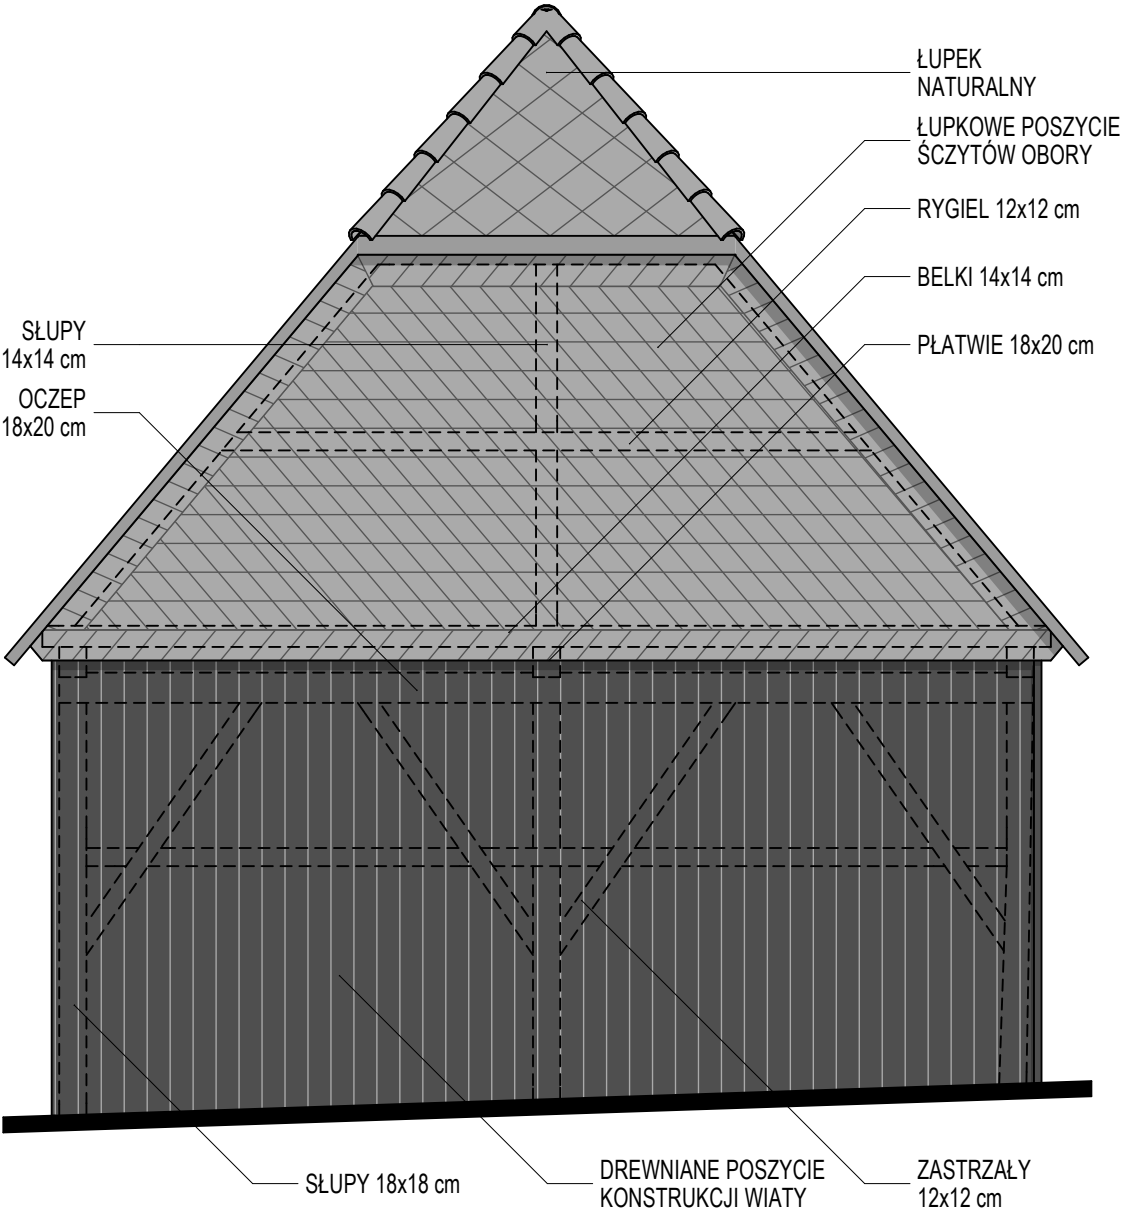 ŁUPEK
NATURALNY
ŁUPKOWE POSZYCIE
ŚCZYTÓW OBORY
RYGIEL 12x12 cm
BELKI 14x14 cm
PŁATWIE 18x20 cm
SŁUPY
14x14 cm
OCZEP
18x20 cm
SŁUPY 18x18 cm
DREWNIANE POSZYCIE
KONSTRUKCJI WIATY
ZASTRZAŁY
12x12 cm